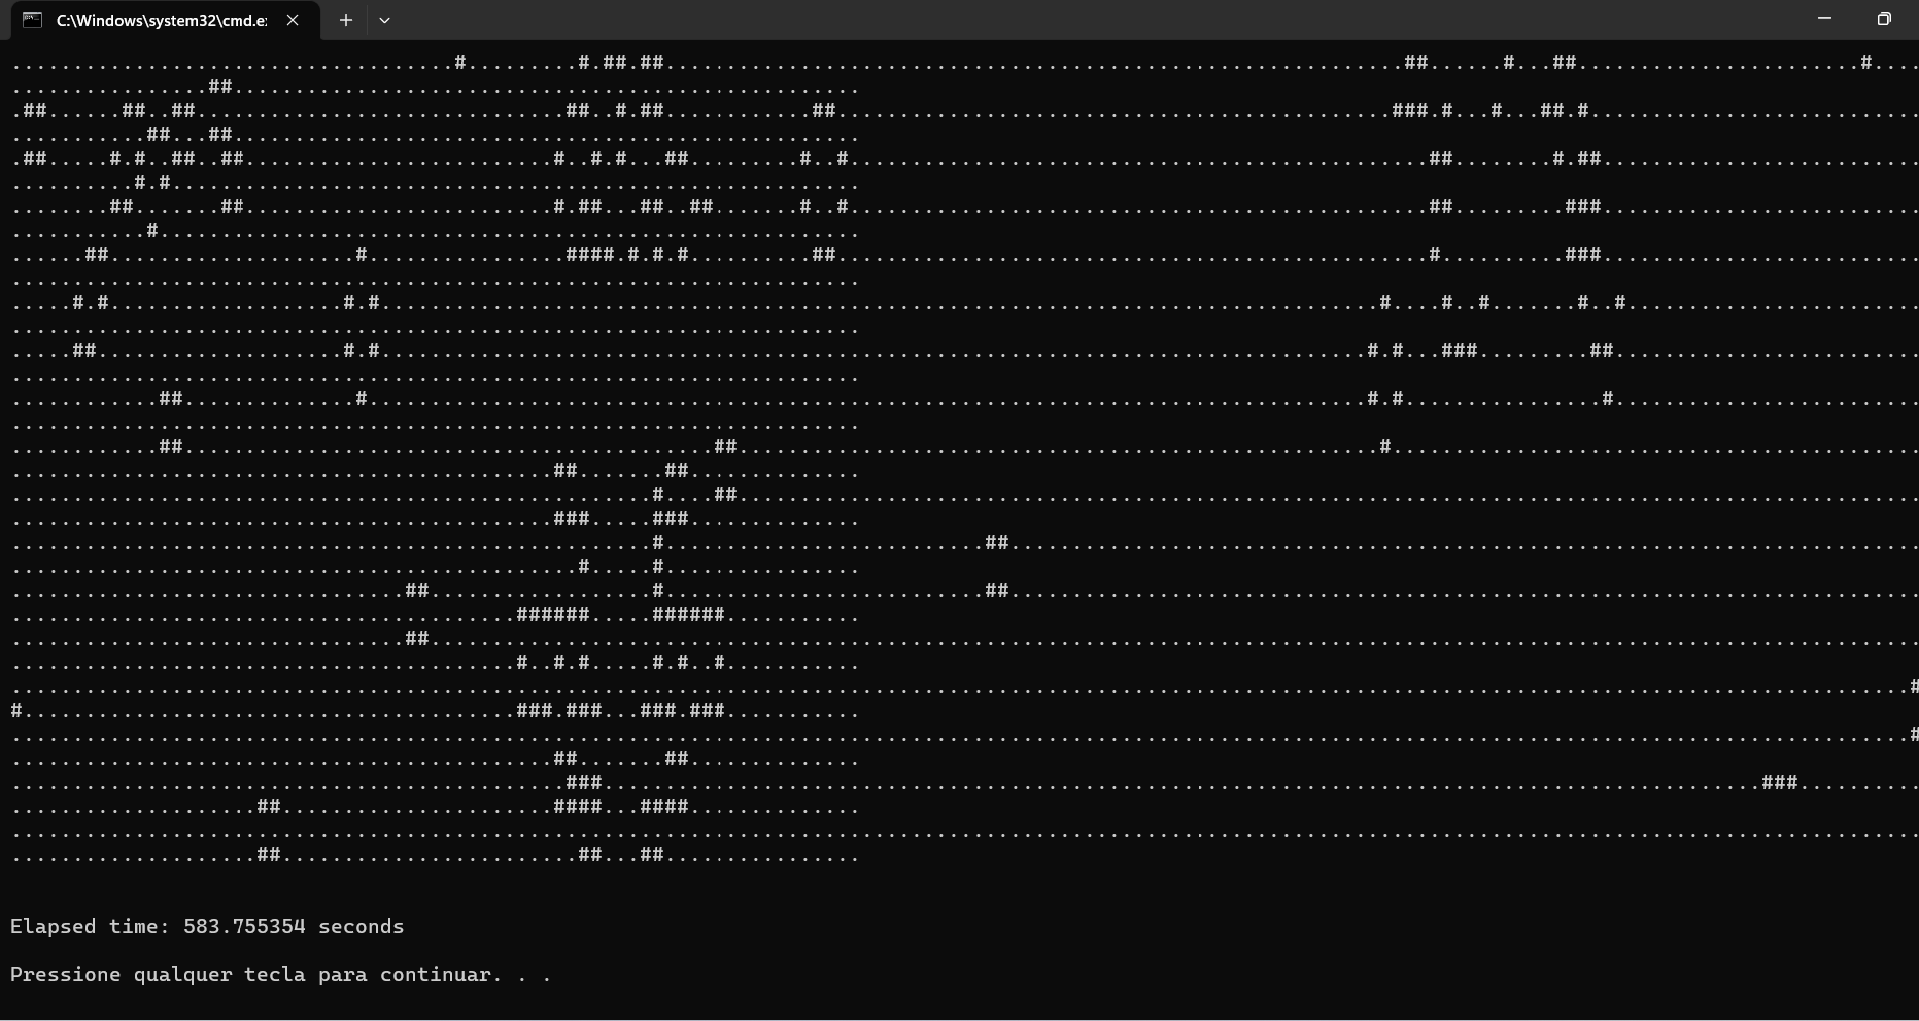 C:\Windows\system32\cmd.e
Elapsed time: 583.755354 seconds
Pressione qualquer tecla para continuar. . .